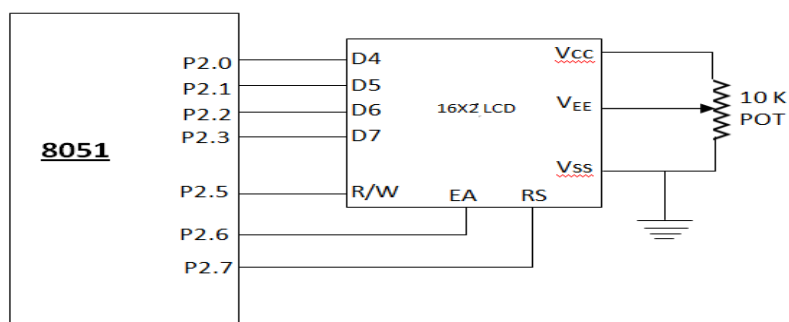 P2.0
P2.1
P2.2
P2.3
8051
P2.5
P2.6
P2.7
D4
D5
D6
D7
R/W
16X2 LCD
EA
RS
Vcc
VEE
Vss
10 K
POT